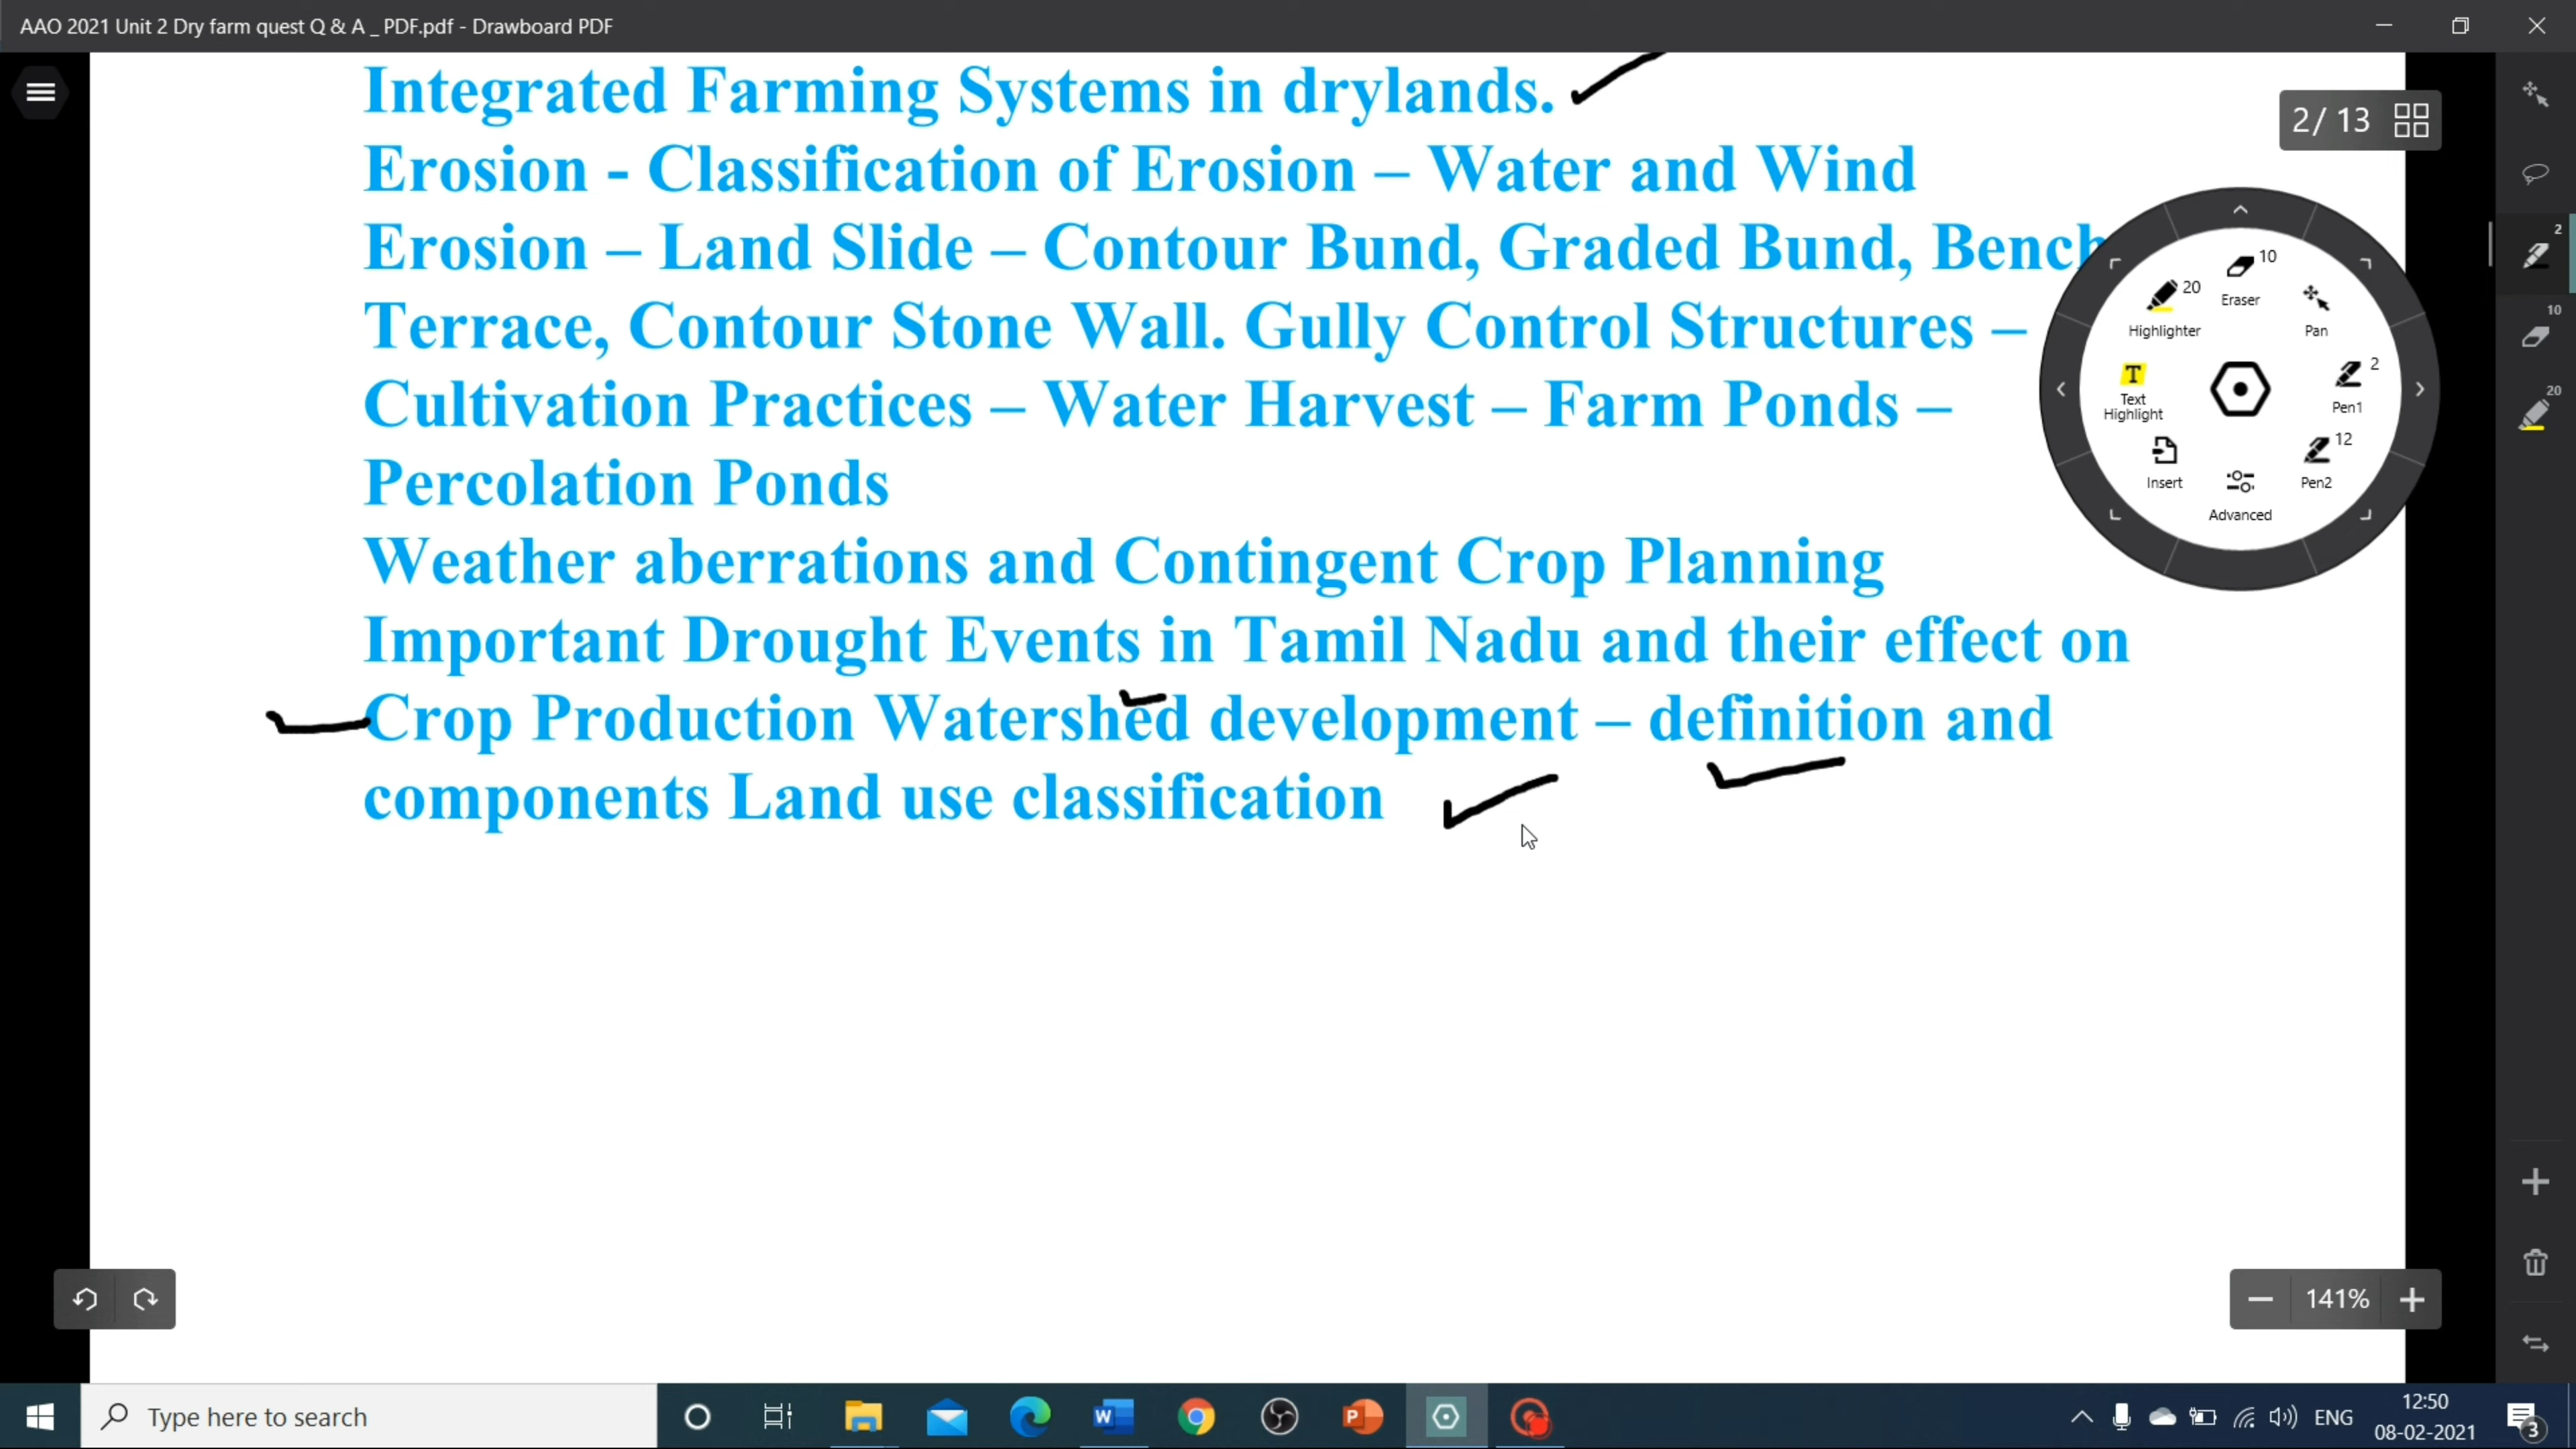 AAO 2021 Unit 2 Dry farm quest Q & A _ PDF.pdf - Drawboard PDF
Integrated Farming Systems in drylands.
2 / 13
Erosion - Classification of Erosion – Water and Wind
2
Erosion – Land Slide – Contour Bund, Graded Bund, Bench
10
Eraser
20
Highlighter
Pan
10
Terrace, Contour Stone Wall. Gully Control Structures –
Text Highlight
2
Pen1
20
Cultivation Practices – Water Harvest – Farm Ponds –
Insert
12
Pen2
Advanced
Percolation Ponds
Weather aberrations and Contingent Crop Planning
Important Drought Events in Tamil Nadu and their effect on
Crop Production Watershed development – definition and
components Land use classification
141%
Type here to search
ENG
12:50
08-02-2021
3